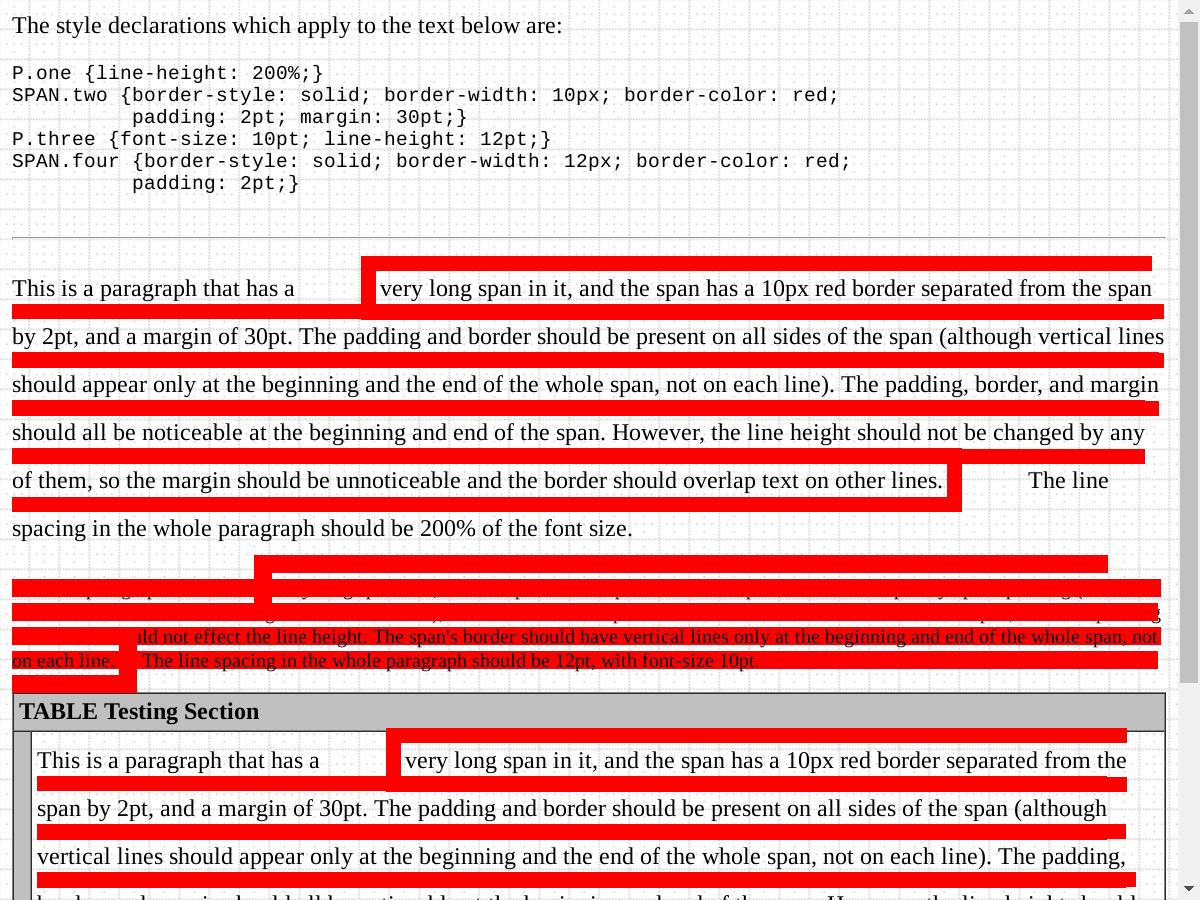 The style declarations which apply to the text below are:
P.one {line-height: 200%;}
SPAN.two {border-style: solid; border-width: 10px; border-color: red;
padding: 2pt; margin: 30pt;}
P.three {font-size: 10pt; line-height: 12pt;}
SPAN.four {border-style: solid; border-width: 12px; border-color: red;
padding: 2pt;}
This is a paragraph that has a very long span in it, and the span has a 10px red border separated from the span
by 2pt, and a margin of 30pt. The padding and border should be present on all sides of the span (although vertical lines
should appear only at the beginning and the end of the whole span, not on each line). The padding, border, and margin
should all be noticeable at the beginning and end of the span. However, the line height should not be changed by any
of them, so the margin should be unnoticeable and the border should overlap text on other lines. The line
spacing in the whole paragraph should be 200% of the font size.
not effect the line height. The span's border should have vertical lines only at the beginning and end of the whole span, not
on each line. The line spacing in the whole paragraph should be 12pt, with font-size 10pt.
TABLE Testing Section
This is a paragraph that has a very long span in it, and the span has a 10px red border separated from the
span by 2pt, and a margin of 30pt. The padding and border should be present on all sides of the span (although
vertical lines should appear only at the beginning and the end of the whole span, not on each line). The padding,